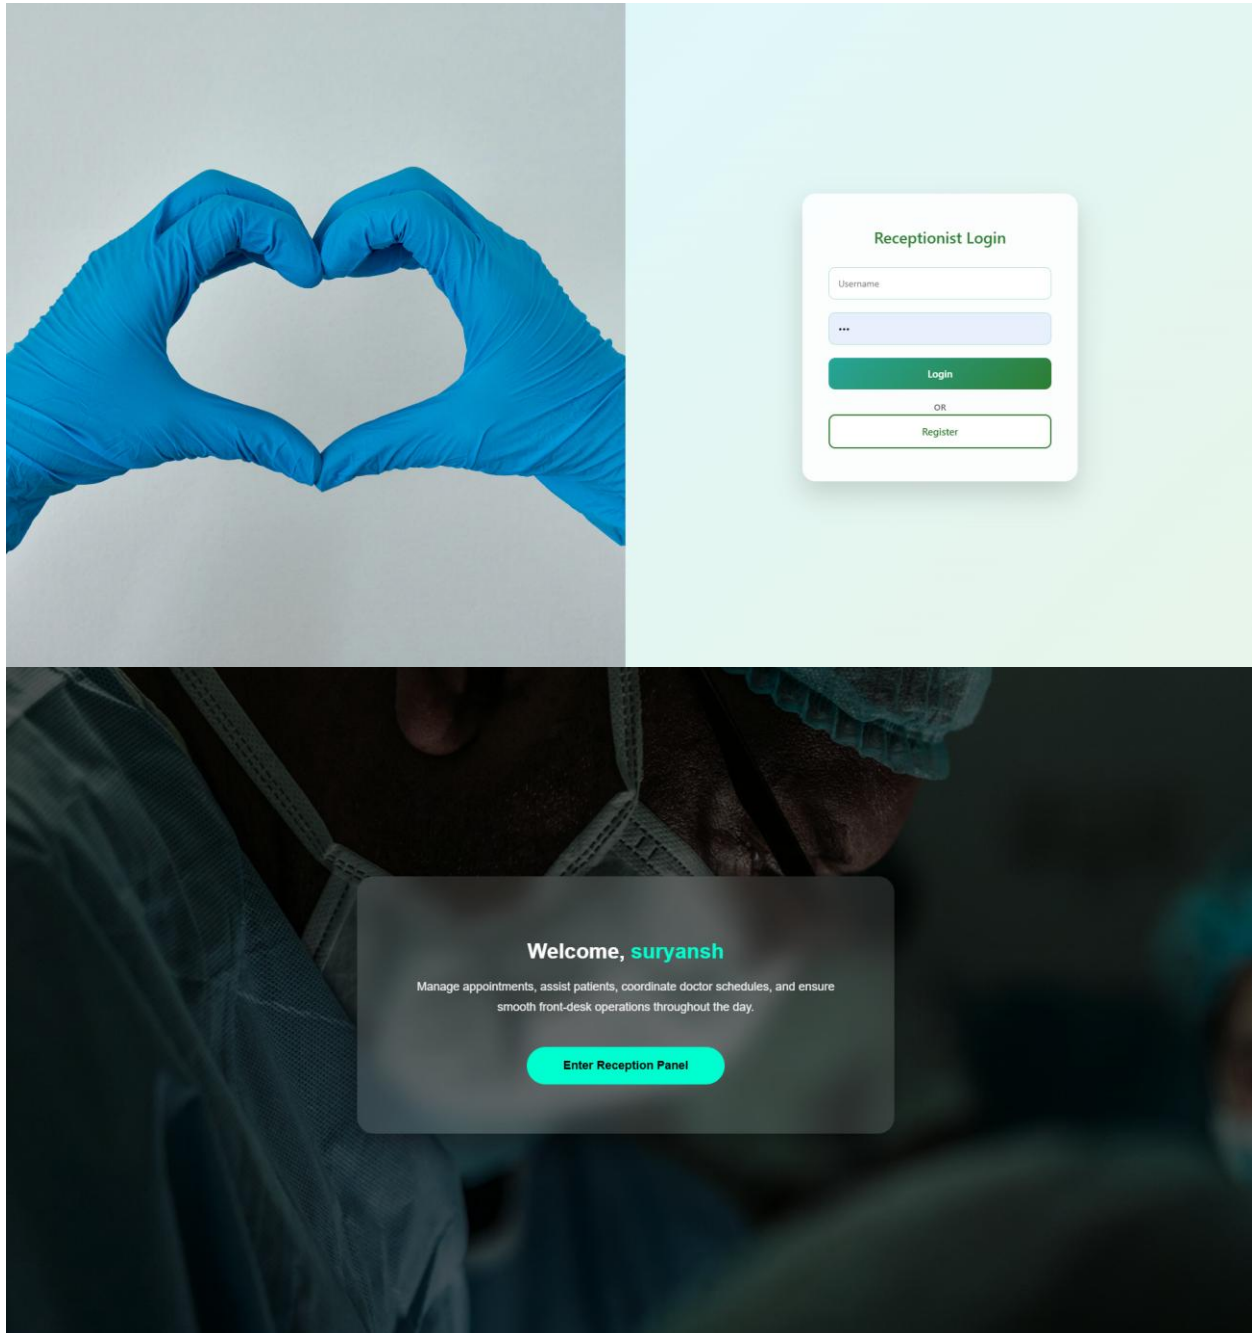 Receptionist Login
Username
•••
Login
OR
Register
Welcome, suryansh
Manage appointments, assist patients, coordinate doctor schedules, and ensure
smooth front-desk operations throughout the day.
Enter Reception Panel